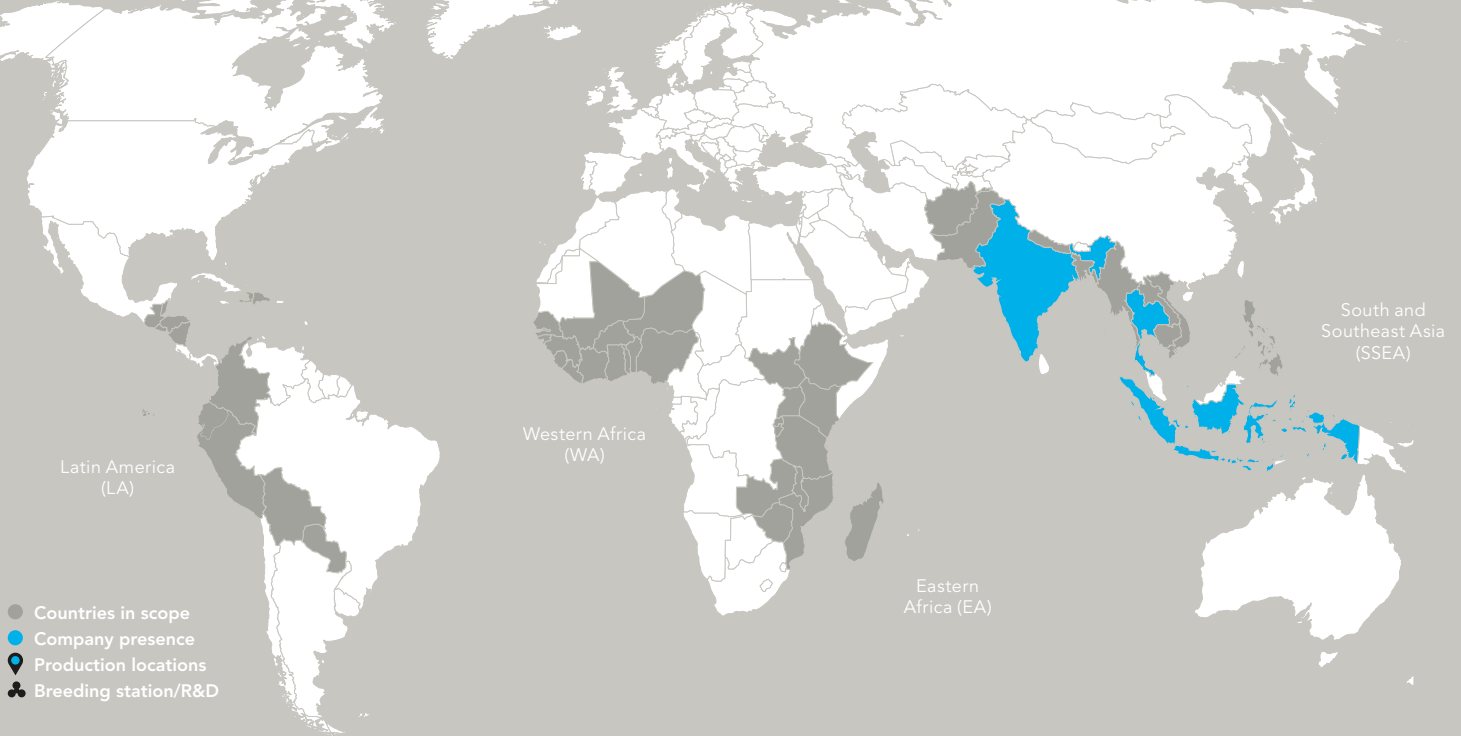 South and
Southeast Asia
(SSEA)
Western Africa
(WA)
Latin America
(LA)
Eastern
Africa (EA)
Countries in scope
Company presence
Production locations
Breeding station/R&D